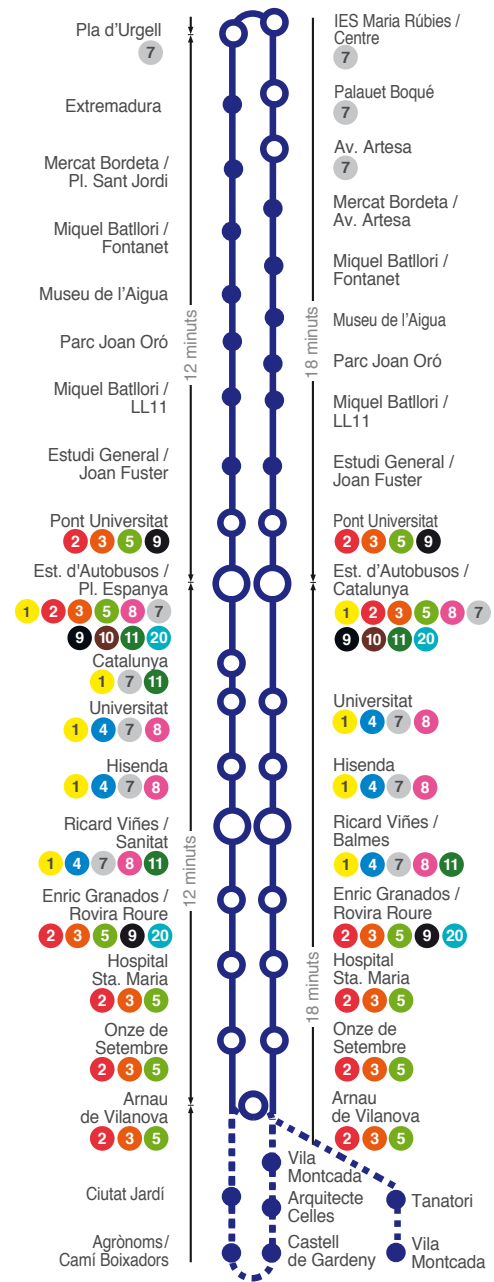 Pla d'Urgell
7
Extremadura
Mercat Bordeta /
Pl. Sant Jordi
Miquel Batllori /
Fontanet
Museu de l'Aigua
Parc Joan Oró
Miquel Batllori /
LL11
Estudi General /
Joan Fuster
Pont Universitat
2 3 5 9
Est. d'Autobusos /
Pl. Espanya
1 2 3 5 8 7
9 10 11 20
Catalunya
1 7 11
Universitat
1 4 7 8
Hisenda
1 4 7 8
Ricard Viñes /
Sanitat
1 4 7 8 11
Enric Granados /
Rovira Roure
2 3 5 9 20
Hospital
Sta. Maria
2 3 5
Onze de
Setembre
2 3 5
Arnau
de Vilanova
2 3 5
Ciutat Jardí
Agrònoms/
Camí Boixadors
12 minuts
12 minuts
IES Maria Rúbies /
Centre
7
Palauet Boqué
7
Av. Artesa
7
Mercat Bordeta /
Av. Artesa
Miquel Batllori /
Fontanet
Museu de l'Aigua
Parc Joan Oró
Miquel Batllori /
LL11
Estudi General /
Joan Fuster
Pont Universitat
2 3 5 9
Est. d'Autobusos /
Catalunya
1 2 3 5 8 7
9 10 11 20
Universitat
1 4 7 8
Hisenda
1 4 7 8
Ricard Viñes /
Balmes
1 4 7 8 11
Enric Granados /
Rovira Roure
2 3 5 9 20
Hospital
Sta. Maria
2 3 5
Onze de
Setembre
2 3 5
Arnau
de Vilanova
2 3 5
18 minuts
18 minuts
Vila
Montcada
Arquitecte
Celles
Castell
de Gardeny
Tanatori
Vila
Montcada